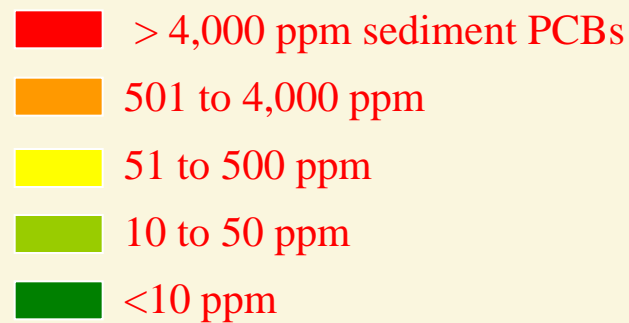 > 4,000 ppm sediment PCBs
501 to 4,000 ppm
51 to 500 ppm
10 to 50 ppm
<10 ppm